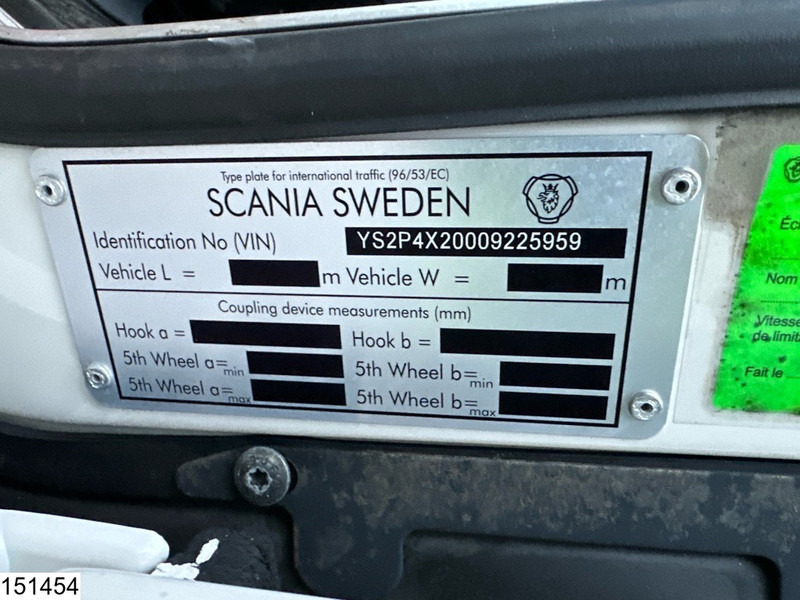 Type plate for international traffic (96/53/EC)
SCANIA SWEDEN
Identification No (VIN) YS2P4X20009225959
Vehicle L = m Vehicle W = m
Coupling device measurements (mm)
Hook a = Hook b =
5th Wheel a=min 5th Wheel b=min
5th Wheel a=max 5th Wheel b=max
Nom
Vitesse
de limita
Fait le
151454